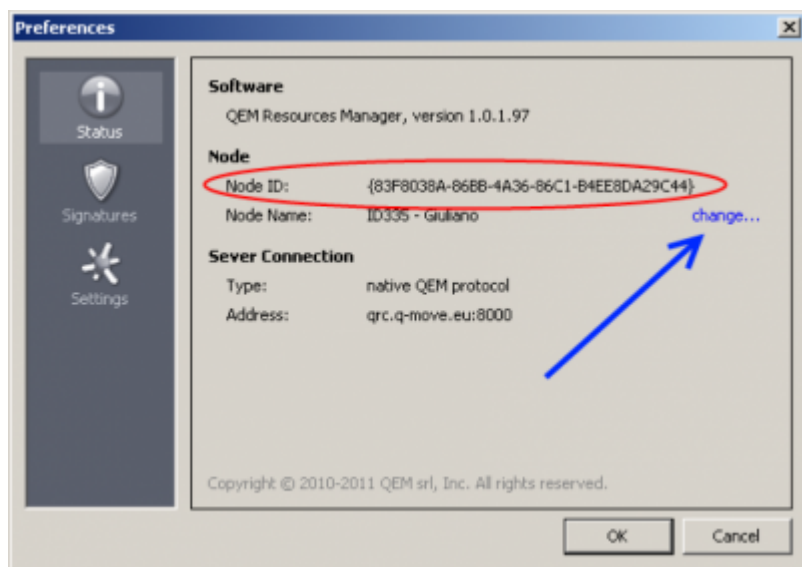 Preferences
Status
Signatures
Settings
Software
QEM Resources Manager, version 1.0.1.97
Node
Node ID: {83F8038A-86BB-4A36-86C1-B4EE8DA29C44}
Node Name: ID335 - Giuliano change...
Sever Connection
Type: native QEM protocol
Address: qrc.q-move.eu:8000
Copyright © 2010-2011 QEM srl, Inc. All rights reserved.
OK Cancel